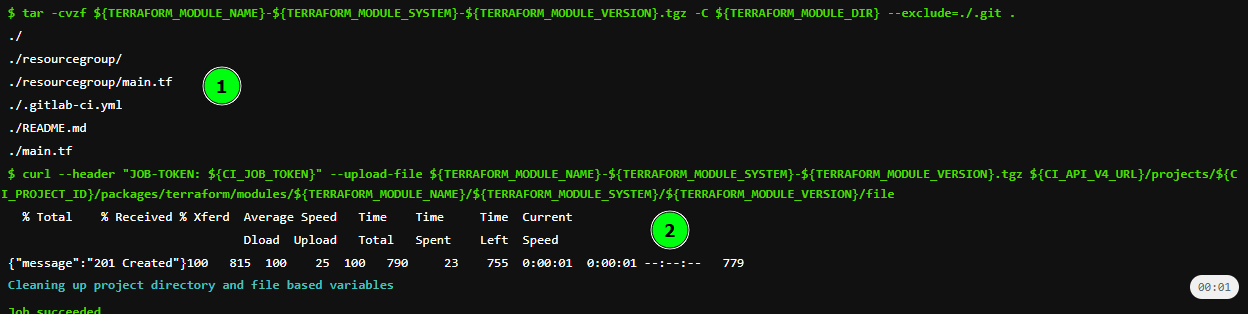 $ tar -cvzf ${TERRAFORM_MODULE_NAME}-${TERRAFORM_MODULE_SYSTEM}-${TERRAFORM_MODULE_VERSION}.tgz -C ${TERRAFORM_MODULE_DIR} --exclude=./.git .
./
./resourcegroup/
./resourcegroup/main.tf
1
./.gitlab-ci.yml
./README.md
./main.tf
$ curl --header "JOB-TOKEN: ${CI_JOB_TOKEN}" --upload-file ${TERRAFORM_MODULE_NAME}-${TERRAFORM_MODULE_SYSTEM}-${TERRAFORM_MODULE_VERSION}.tgz ${CI_API_V4_URL}/projects/${C
I_PROJECT_ID}/packages/terraform/modules/${TERRAFORM_MODULE_NAME}/${TERRAFORM_MODULE_SYSTEM}/${TERRAFORM_MODULE_VERSION}/file
% Total % Received % Xferd Average Speed Time Time Time Current
2
Dload Upload Total Spent Left Speed
{"message":"201 Created"}100 815 100 25 100 790 23 755 0:00:01 0:00:01 --:--:-- 779
Cleaning up project directory and file based variables
00:01
Job succeeded